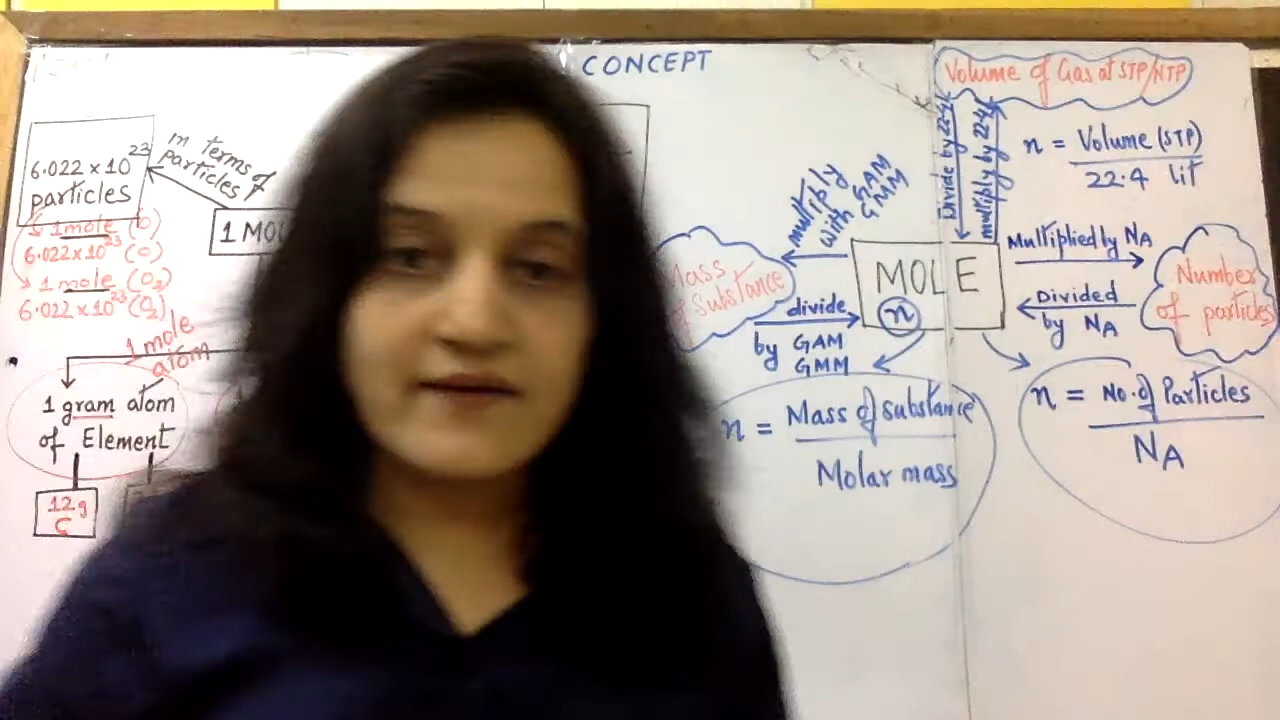 CONCEPT
6.022 x 10²³
particles
in terms of
particles
1 MO
1 mole (O)
6.022 x 10²³ (O)
1 mole (O₂)
6.022 x 10²³ (O₂)
1 mole
atom
1 gram atom
of Element
12 g
C
Volume of Gas at STP/NTP
Divide by 22.4
multiply by 22.4
n = Volume (STP)
22.4 lit
multiply
with GAM
GMM
Mass
of Substance
divide
by GAM
GMM
MOLE
n
Multiplied by NA
Divided
by NA
Number
of particles
n = Mass of substance
Molar mass
n = No. of Particles
NA